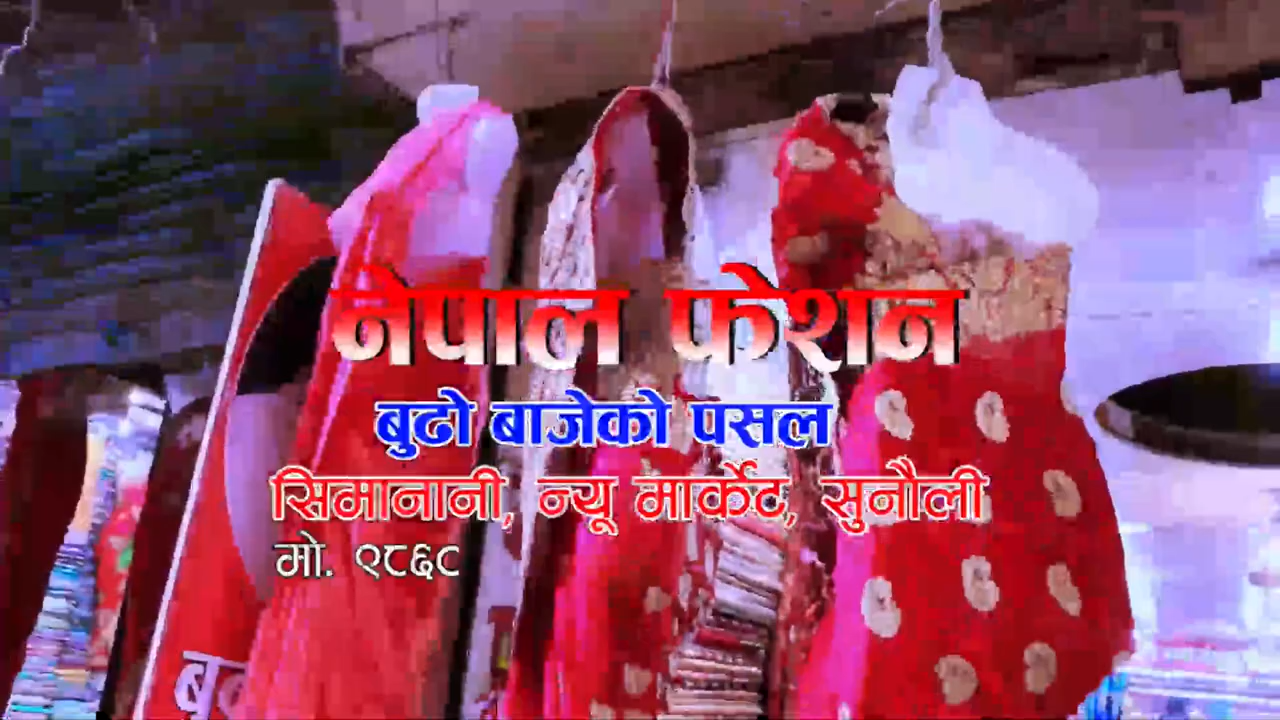 नेपाल फेशन
बुढो बाजेको पसल
सिमानानी, न्यू मार्केट, सुनौली
मो. ९८६८